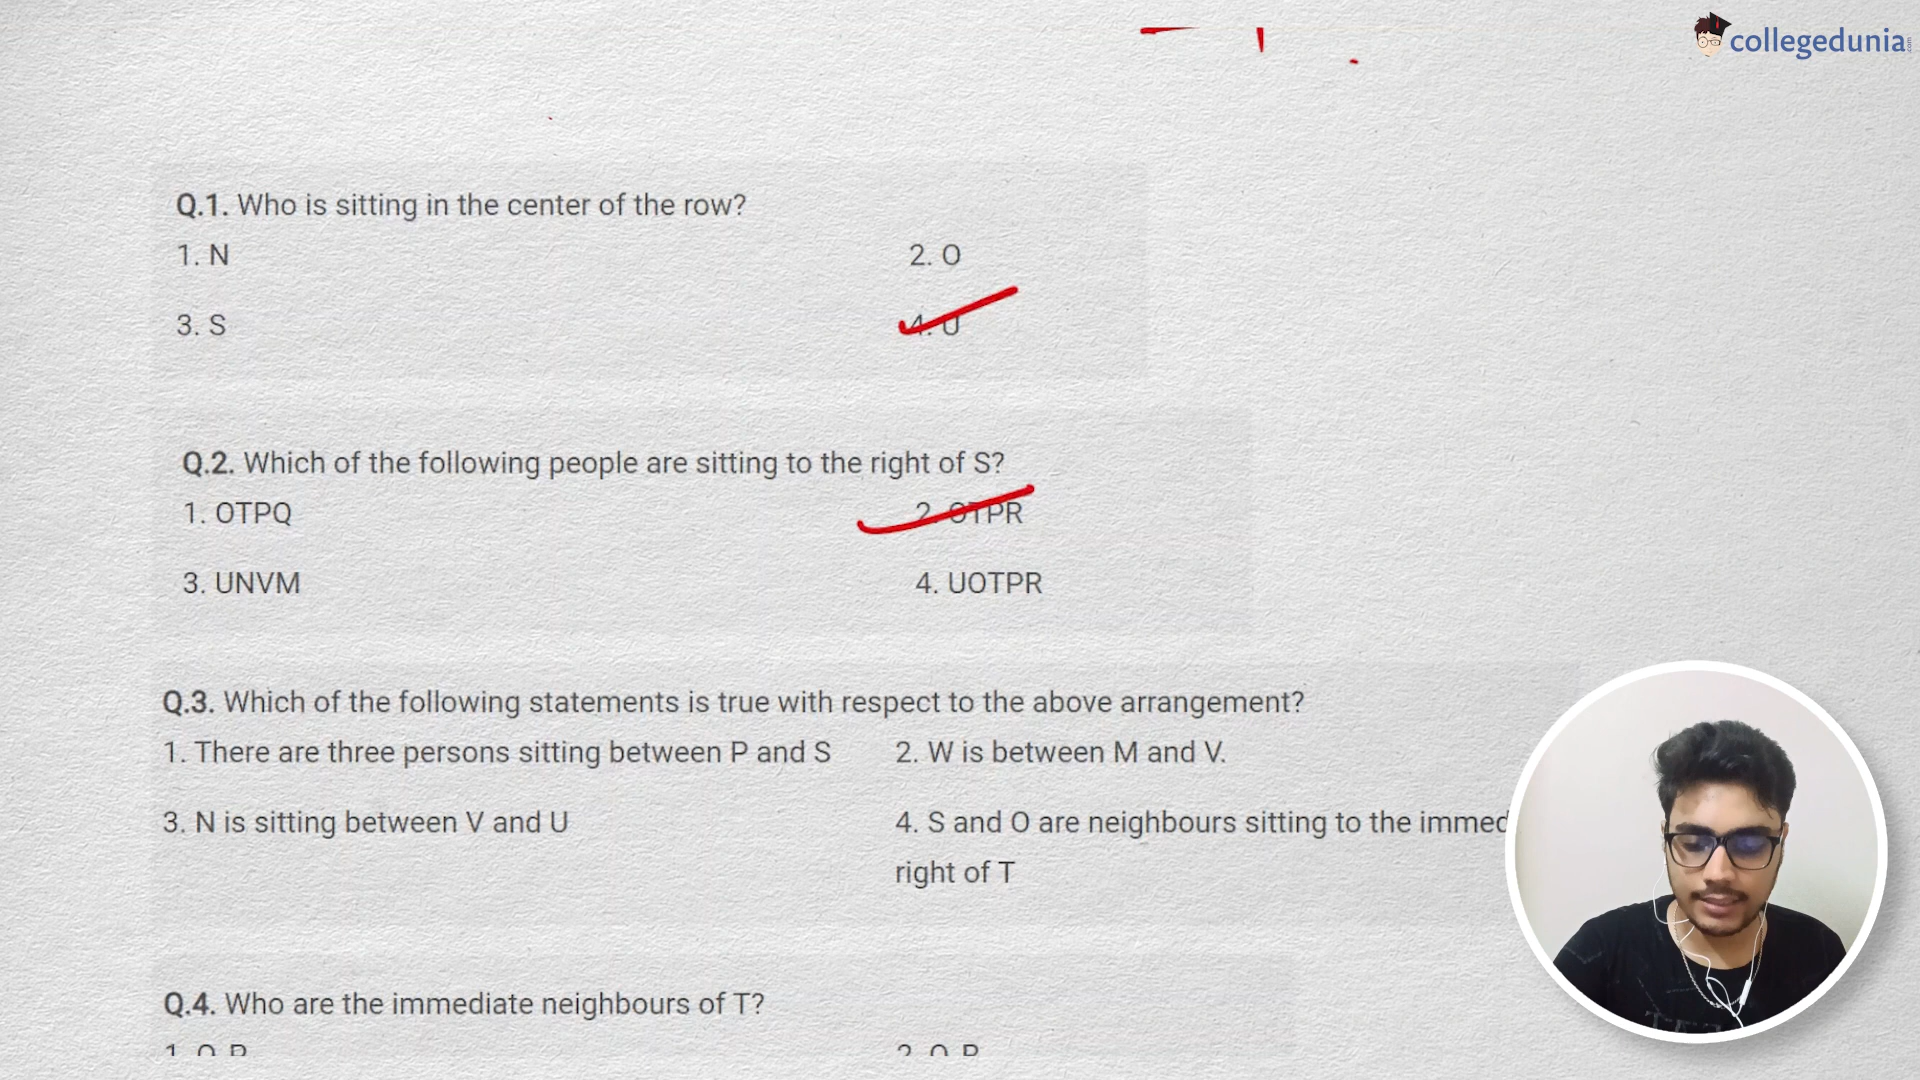 collegedunia
.com
Q.1. Who is sitting in the center of the row?
1. N
2. O
3. S
4. U
Q.2. Which of the following people are sitting to the right of S?
1. OTPQ
2. OTPR
3. UNVM
4. UOTPR
Q.3. Which of the following statements is true with respect to the above arrangement?
1. There are three persons sitting between P and S
2. W is between M and V.
3. N is sitting between V and U
4. S and O are neighbours sitting to the immed
right of T
Q.4. Who are the immediate neighbours of T?